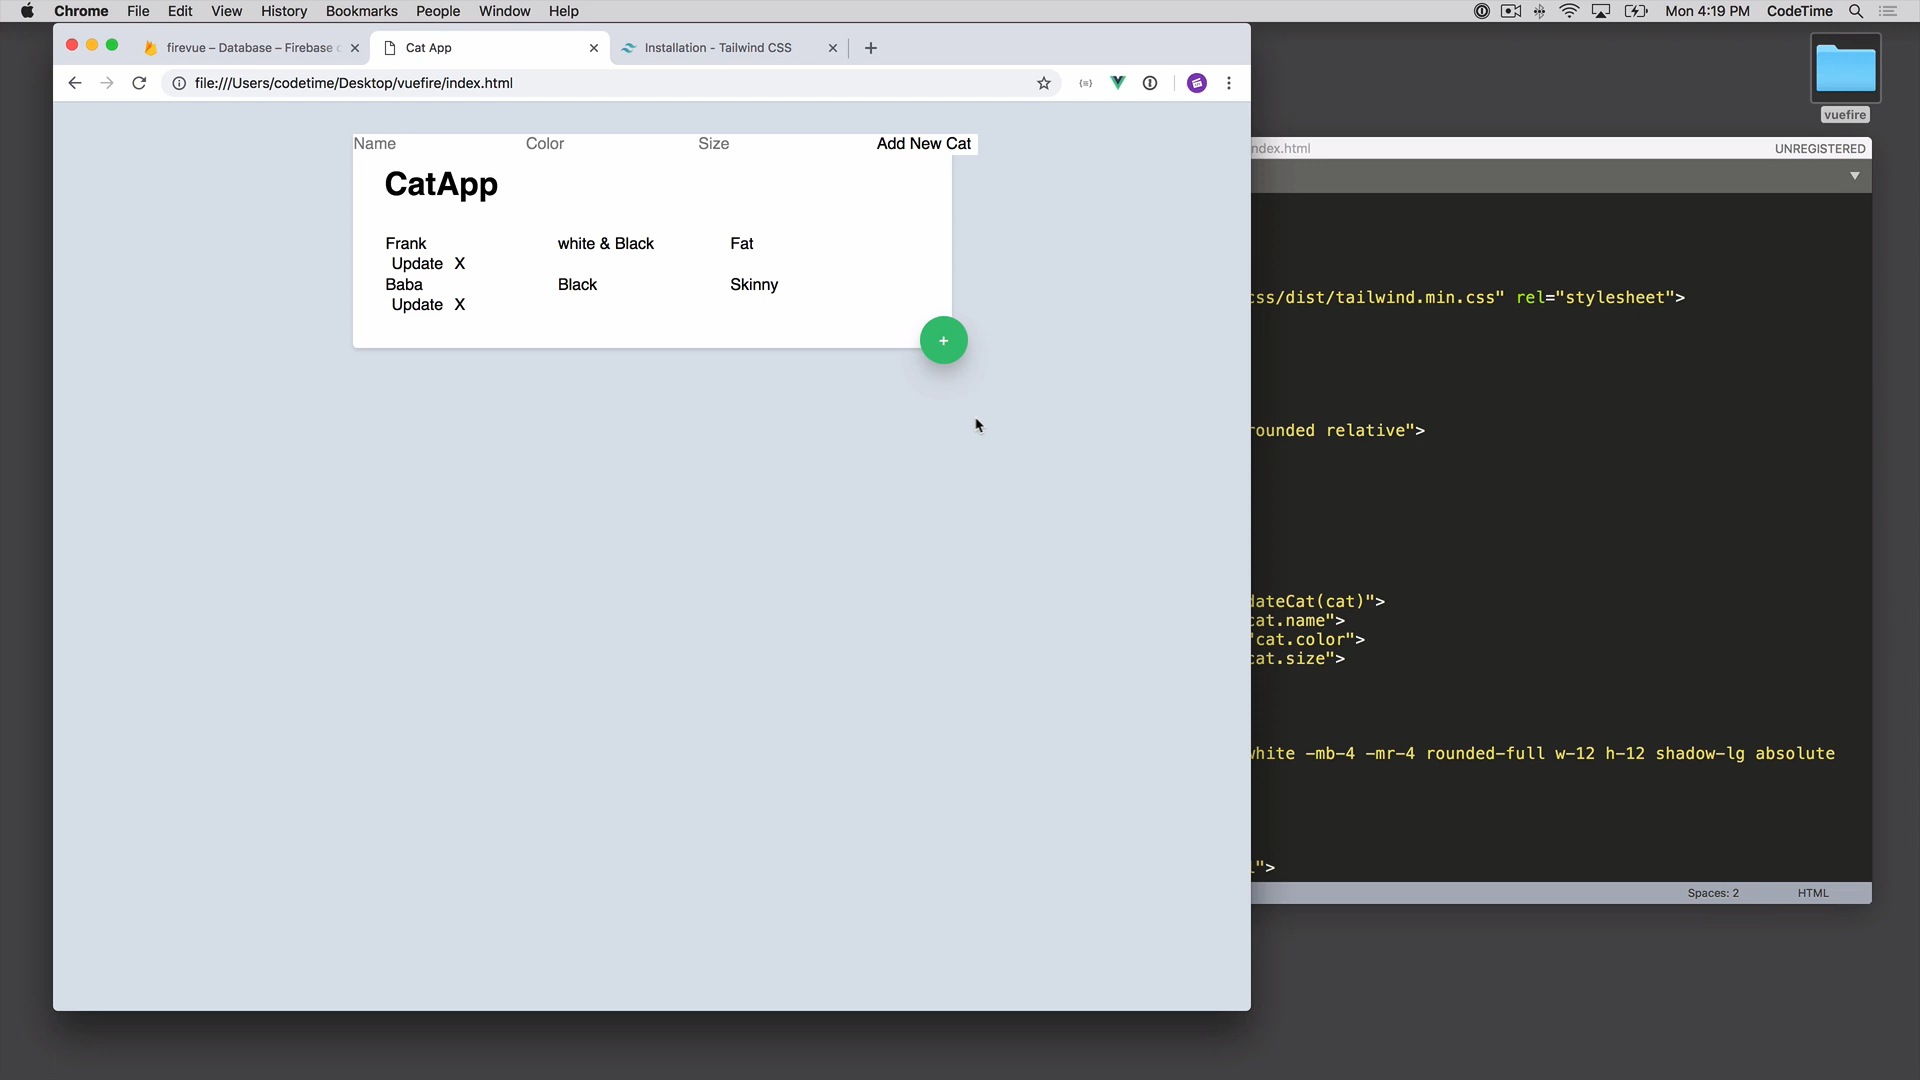 Chrome File Edit View History Bookmarks People Window Help Mon 4:19 PM CodeTime
firevue – Database – Firebase
Cat App
Installation - Tailwind CSS
file:///Users/codetime/Desktop/vuefire/index.html
vuefire
Name Color Size Add New Cat
CatApp
Frank white & Black Fat
Update X
Baba Black Skinny
Update X
+
ndex.html UNREGISTERED
css/dist/tailwind.min.css" rel="stylesheet">
rounded relative">
dateCat(cat)">
cat.name">
"cat.color">
cat.size">
white -mb-4 -mr-4 rounded-full w-12 h-12 shadow-lg absolute
">
Spaces: 2 HTML